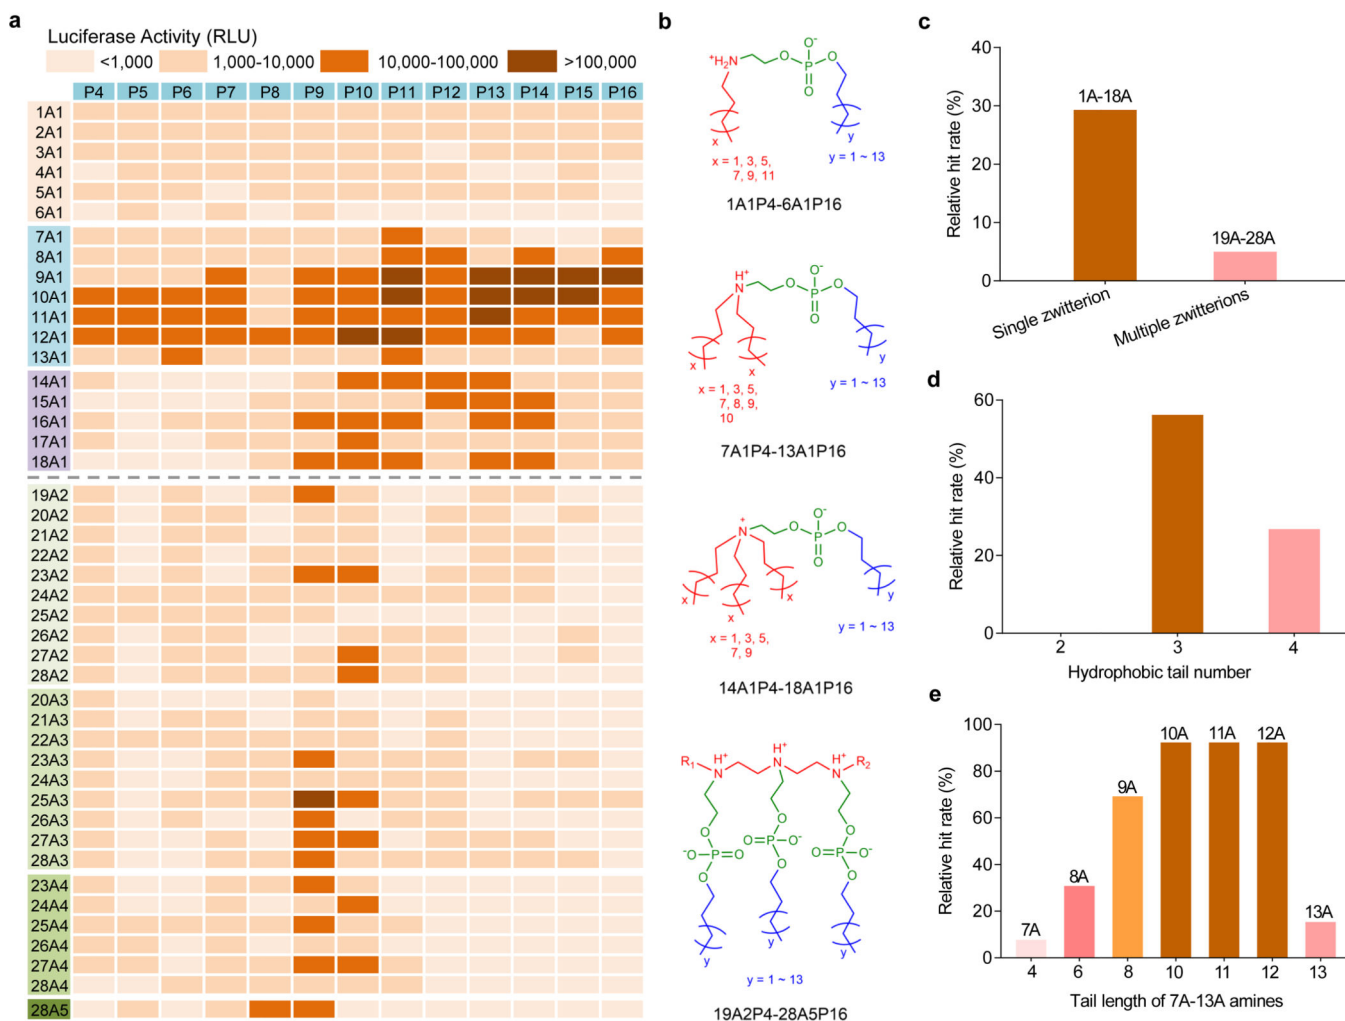 a
Luciferase Activity (RLU)
<1,000 1,000-10,000 10,000-100,000 >100,000
P4 P5 P6 P7 P8 P9 P10 P11 P12 P13 P14 P15 P16
1A1
2A1
3A1
4A1
5A1
6A1
7A1
8A1
9A1
10A1
11A1
12A1
13A1
14A1
15A1
16A1
17A1
18A1
19A2
20A2
21A2
22A2
23A2
24A2
25A2
26A2
27A2
28A2
20A3
21A3
22A3
23A3
24A3
25A3
26A3
27A3
28A3
23A4
24A4
25A4
26A4
27A4
28A4
28A5
b
⁺H₂N O P O⁻ O O
x y
x = 1, 3, 5,
7, 9, 11
y = 1 ~ 13
1A1P4-6A1P16
H⁺ N O P O⁻ O O
x x y
x = 1, 3, 5,
7, 8, 9,
10
y = 1 ~ 13
7A1P4-13A1P16
⁺ N O P O⁻ O O
x x x y
x = 1, 3, 5,
7, 9
y = 1 ~ 13
14A1P4-18A1P16
R₁ H⁺ N H⁺ N H⁺ N R₂
O O O
⁻O P O O P O⁻ O P O⁻
O O O
y y y
y = 1 ~ 13
19A2P4-28A5P16
c
Relative hit rate (%)
40
30
20
10
0
1A-18A
19A-28A
Single zwitterion
Multiple zwitterions
d
Relative hit rate (%)
60
40
20
0
2 3 4
Hydrophobic tail number
e
Relative hit rate (%)
100
80
60
40
20
0
7A 8A 9A 10A 11A 12A 13A
4 6 8 10 11 12 13
Tail length of 7A-13A amines